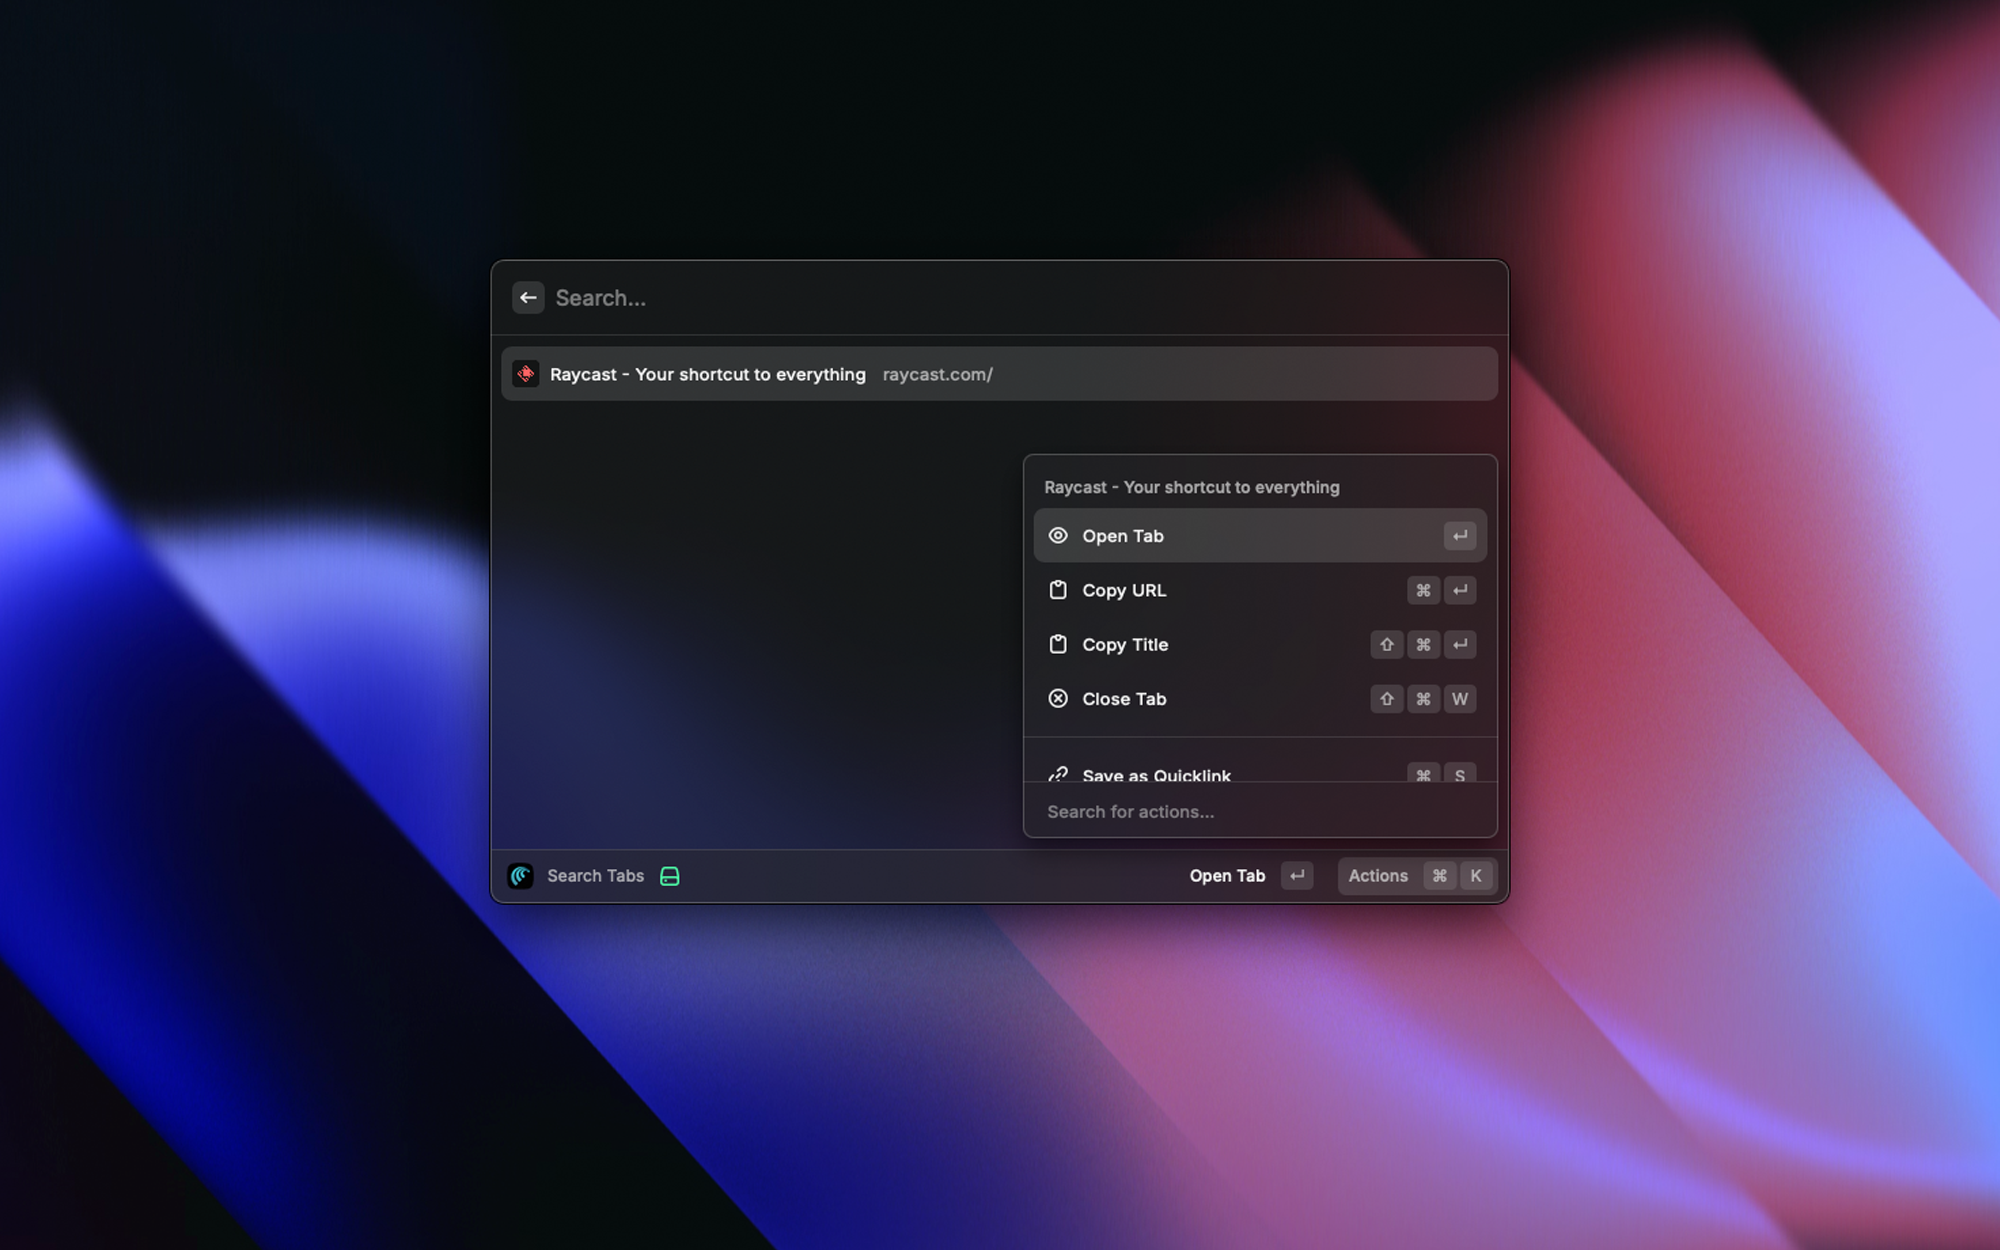 Search...
Raycast - Your shortcut to everything raycast.com/
Raycast - Your shortcut to everything
Open Tab ↵
Copy URL ⌘ ↵
Copy Title ⇧ ⌘ ↵
Close Tab ⇧ ⌘ W
Save as Quicklink ⌘ S
Search for actions...
Search Tabs Open Tab ↵ Actions ⌘ K